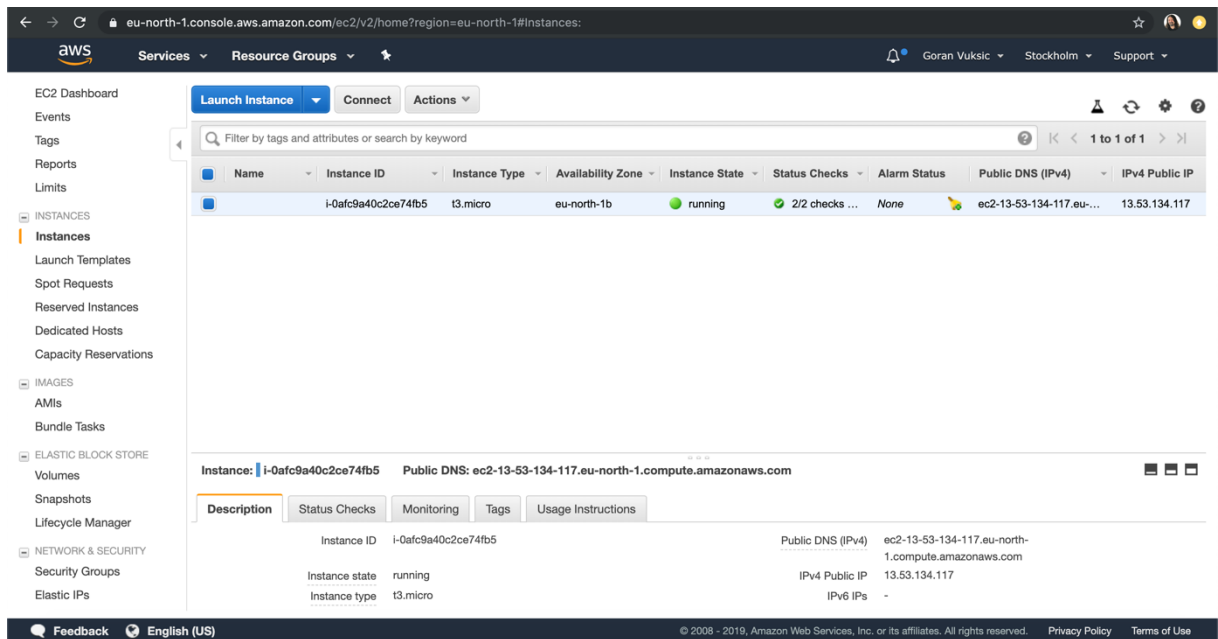 eu-north-1.console.aws.amazon.com/ec2/v2/home?region=eu-north-1#Instances:
aws Services Resource Groups Goran Vuksic Stockholm Support
EC2 Dashboard
Events
Tags
Reports
Limits
INSTANCES
Instances
Launch Templates
Spot Requests
Reserved Instances
Dedicated Hosts
Capacity Reservations
IMAGES
AMIs
Bundle Tasks
ELASTIC BLOCK STORE
Volumes
Snapshots
Lifecycle Manager
NETWORK & SECURITY
Security Groups
Elastic IPs
Launch Instance Connect Actions
Filter by tags and attributes or search by keyword 1 to 1 of 1
Name Instance ID Instance Type Availability Zone Instance State Status Checks Alarm Status Public DNS (IPv4) IPv4 Public IP
i-0afc9a40c2ce74fb5 t3.micro eu-north-1b running 2/2 checks ... None ec2-13-53-134-117.eu-... 13.53.134.117
Instance: i-0afc9a40c2ce74fb5 Public DNS: ec2-13-53-134-117.eu-north-1.compute.amazonaws.com
Description Status Checks Monitoring Tags Usage Instructions
Instance ID i-0afc9a40c2ce74fb5 Public DNS (IPv4) ec2-13-53-134-117.eu-north-
1.compute.amazonaws.com
Instance state running IPv4 Public IP 13.53.134.117
Instance type t3.micro IPv6 IPs -
Feedback English (US) © 2008 - 2019, Amazon Web Services, Inc. or its affiliates. All rights reserved. Privacy Policy Terms of Use